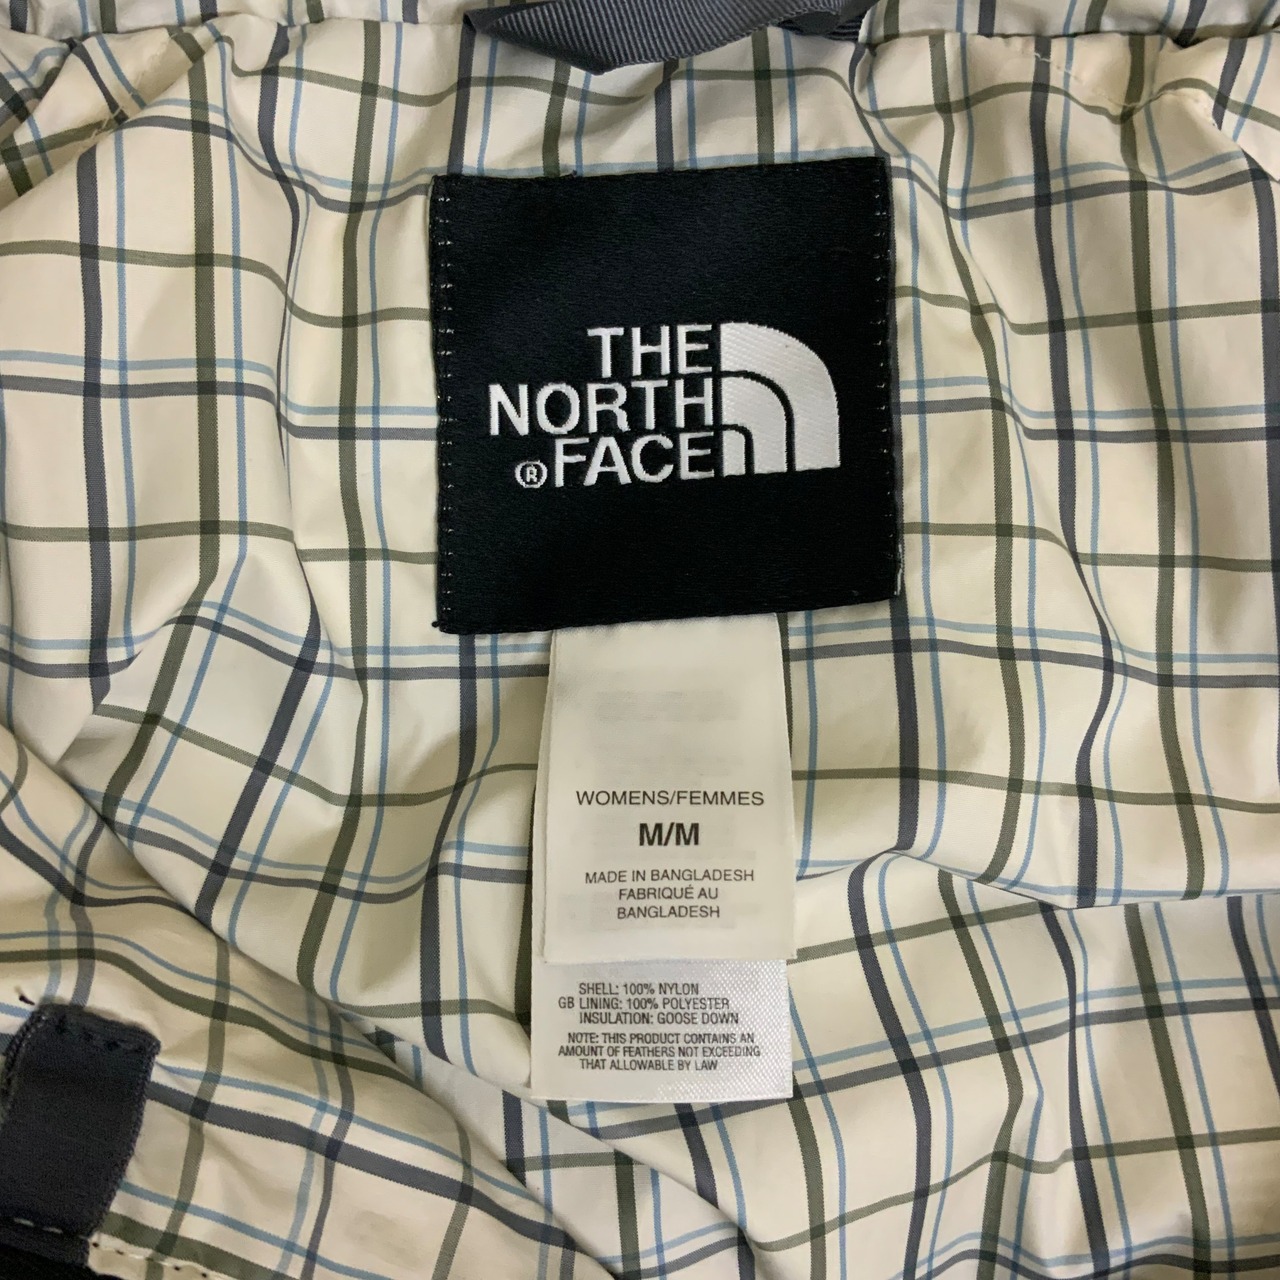 THE
NORTH
®FACE
WOMENS/FEMMES
M/M
MADE IN BANGLADESH
FABRIQUÉ AU
BANGLADESH
SHELL: 100% NYLON
GB LINING: 100% POLYESTER
INSULATION: GOOSE DOWN
NOTE: THIS PRODUCT CONTAINS AN
AMOUNT OF FEATHERS NOT EXCEEDING
THAT ALLOWABLE BY LAW